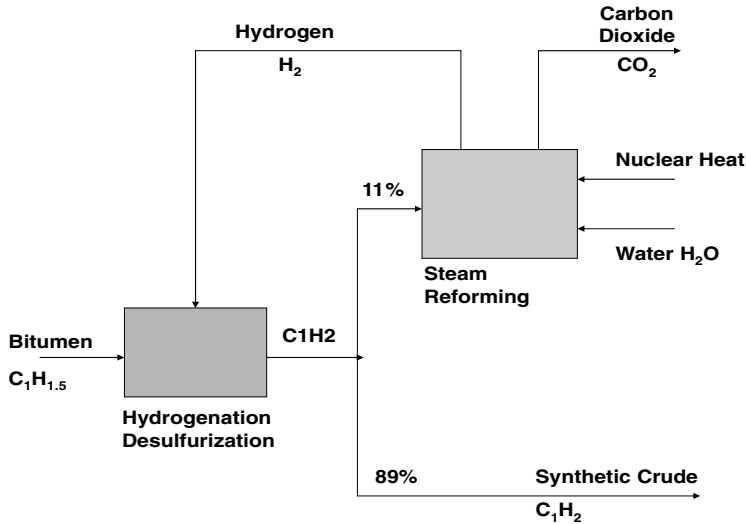 Hydrogen
H₂
Carbon
Dioxide
CO₂
Nuclear Heat
11%
Water H₂O
Steam
Reforming
Bitumen
C₁H₁.₅
C1H2
Hydrogenation
Desulfurization
89%
Synthetic Crude
C₁H₂